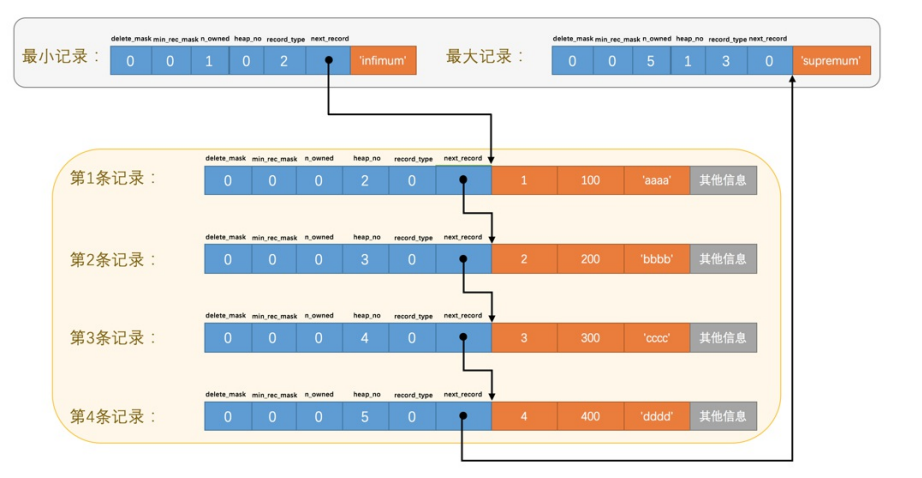 delete_mask min_rec_mask n_owned heap_no record_type next_record
最小记录： 0 0 1 0 2 'infimum'
delete_mask min_rec_mask n_owned heap_no record_type next_record
最大记录： 0 0 5 1 3 0 'supremum'
delete_mask min_rec_mask n_owned heap_no record_type next_record
第1条记录： 0 0 0 2 0 1 100 'aaaa' 其他信息
delete_mask min_rec_mask n_owned heap_no record_type next_record
第2条记录： 0 0 0 3 0 2 200 'bbbb' 其他信息
delete_mask min_rec_mask n_owned heap_no record_type next_record
第3条记录： 0 0 0 4 0 3 300 'cccc' 其他信息
delete_mask min_rec_mask n_owned heap_no record_type next_record
第4条记录： 0 0 0 5 0 4 400 'dddd' 其他信息